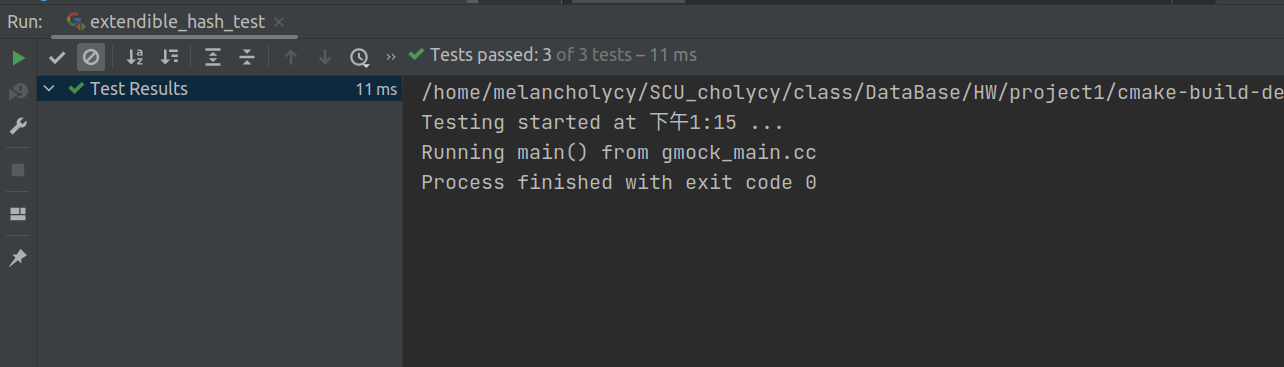 Run: extendible_hash_test
Tests passed: 3 of 3 tests – 11 ms
Test Results 11 ms
/home/melancholycy/SCU_cholycy/class/DataBase/HW/project1/cmake-build-de
Testing started at 下午1:15 ...
Running main() from gmock_main.cc
Process finished with exit code 0